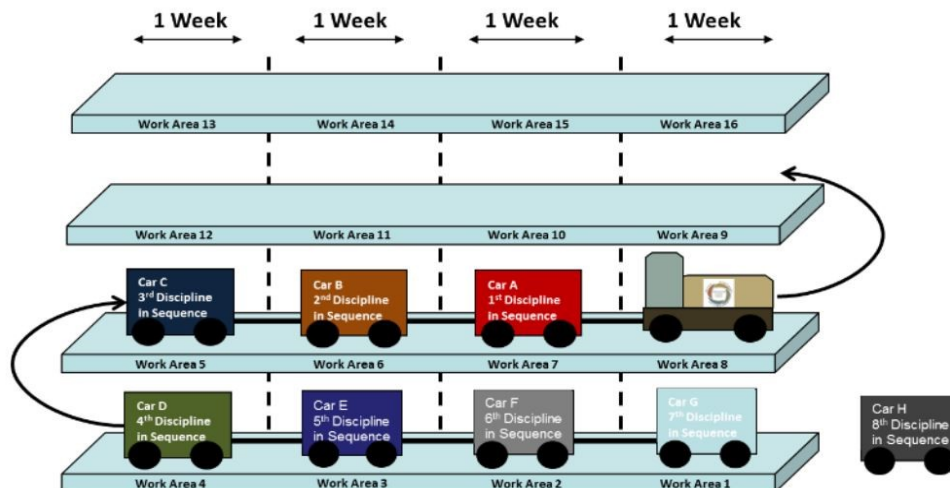 1 Week
1 Week
1 Week
1 Week
Work Area 13
Work Area 14
Work Area 15
Work Area 16
Work Area 12
Work Area 11
Work Area 10
Work Area 9
Car C
3rd Discipline
in Sequence
Car B
2nd Discipline
in Sequence
Car A
1st Discipline
in Sequence
Work Area 5
Work Area 6
Work Area 7
Work Area 8
Car D
4th Discipline
in Sequence
Car E
5th Discipline
in Sequence
Car F
6th Discipline
in Sequence
Car G
7th Discipline
in Sequence
Car H
8th Discipline
in Sequence
Work Area 4
Work Area 3
Work Area 2
Work Area 1